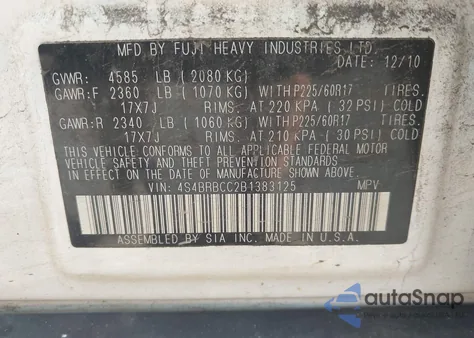 MFD BY FUJI HEAVY INDUSTRIES LTD.
DATE: 12/10
GVWR: 4585 LB (2080 KG)
GAWR:F 2360 LB (1070 KG) WITH P225/60R17 TIRES.
17X7J RIMS. AT 220 KPA (32 PSI) COLD
GAWR:R 2340 LB (1060 KG) WITH P225/60R17 TIRES.
17X7J RIMS. AT 210 KPA (30 PSI) COLD
THIS VEHICLE CONFORMS TO ALL APPLICABLE FEDERAL MOTOR
VEHICLE SAFETY AND THEFT PREVENTION STANDARDS IN
EFFECT ON THE DATE OF MANUFACTURE SHOWN ABOVE.
VIN: 4S4BRBCC2B1383125 MPV
ASSEMBLED BY SIA INC. MADE IN U.S.A.
autoSnap